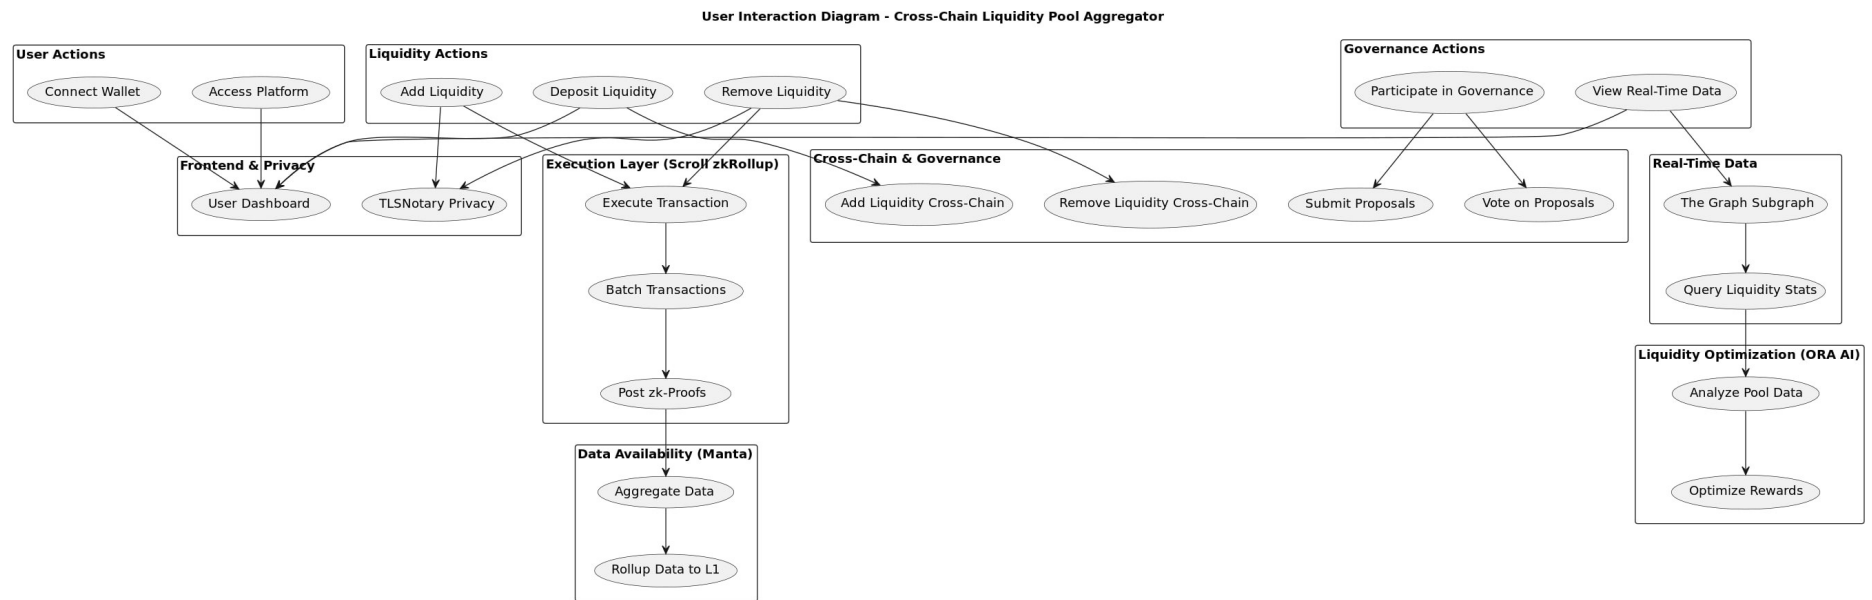 User Interaction Diagram - Cross-Chain Liquidity Pool Aggregator
User Actions
Connect Wallet
Access Platform
Liquidity Actions
Add Liquidity
Deposit Liquidity
Remove Liquidity
Governance Actions
Participate in Governance
View Real-Time Data
Frontend & Privacy
User Dashboard
TLSNotary Privacy
Execution Layer (Scroll zkRollup)
Execute Transaction
Batch Transactions
Post zk-Proofs
Cross-Chain & Governance
Add Liquidity Cross-Chain
Remove Liquidity Cross-Chain
Submit Proposals
Vote on Proposals
Real-Time Data
The Graph Subgraph
Query Liquidity Stats
Liquidity Optimization (ORA AI)
Analyze Pool Data
Optimize Rewards
Data Availability (Manta)
Aggregate Data
Rollup Data to L1